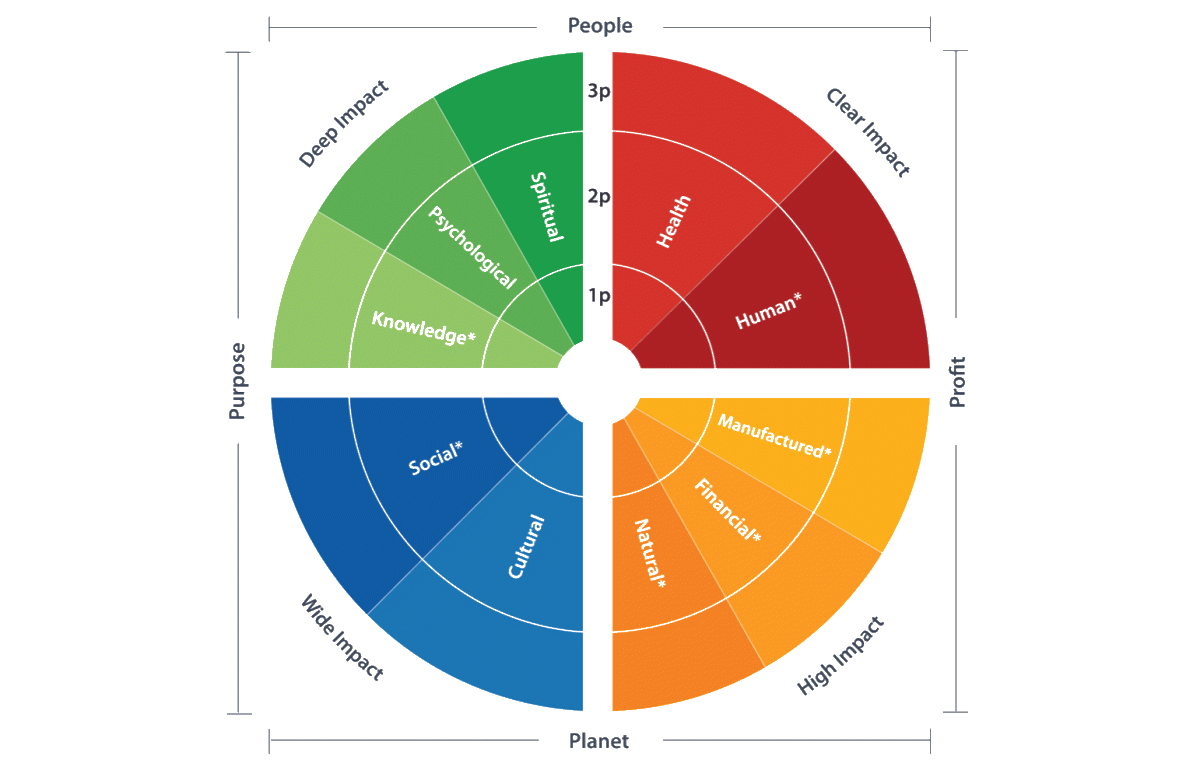 People
Deep Impact
Clear Impact
3p
2p
1p
Spiritual
Psychological
Knowledge*
Health
Human*
Purpose
Profit
Social*
Cultural
Manufactured*
Financial*
Natural*
Wide Impact
High Impact
Planet